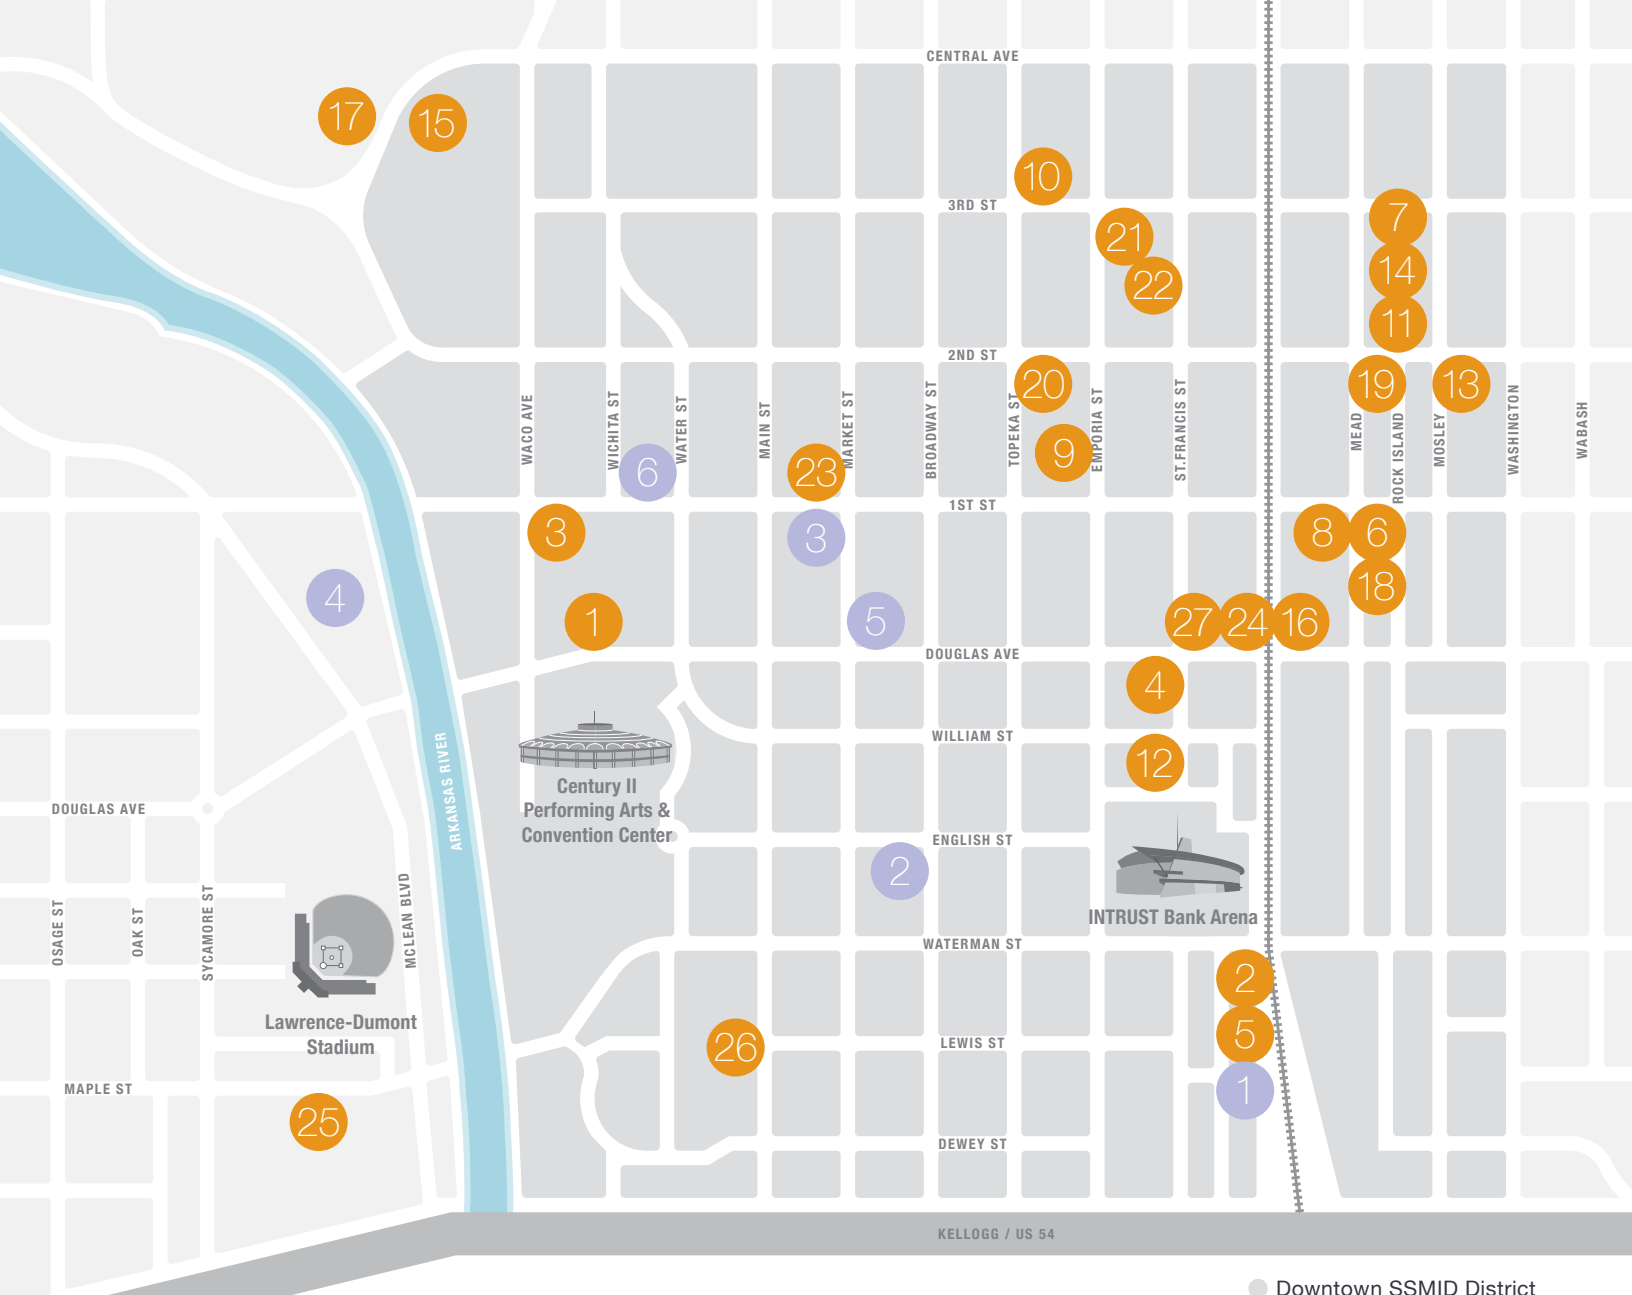 CENTRAL AVE
17
15
10
3RD ST
7
21
14
22
11
2ND ST
20
19
13
WACO AVE
WICHITA ST
WATER ST
MAIN ST
MARKET ST
BROADWAY ST
TOPEKA ST
EMPORIA ST
ST.FRANCIS ST
MEAD
ROCK ISLAND
MOSLEY
WASHINGTON
WABASH
9
6
23
1ST ST
3
3
8
6
18
4
1
5
27
24
16
DOUGLAS AVE
4
WILLIAM ST
12
ARKANSAS RIVER
Century II
Performing Arts &
Convention Center
DOUGLAS AVE
ENGLISH ST
2
INTRUST Bank Arena
OSAGE ST
OAK ST
SYCAMORE ST
MCLEAN BLVD
WATERMAN ST
2
Lawrence-Dumont
Stadium
26
LEWIS ST
5
MAPLE ST
1
25
DEWEY ST
KELLOGG / US 54
Downtown SSMID District